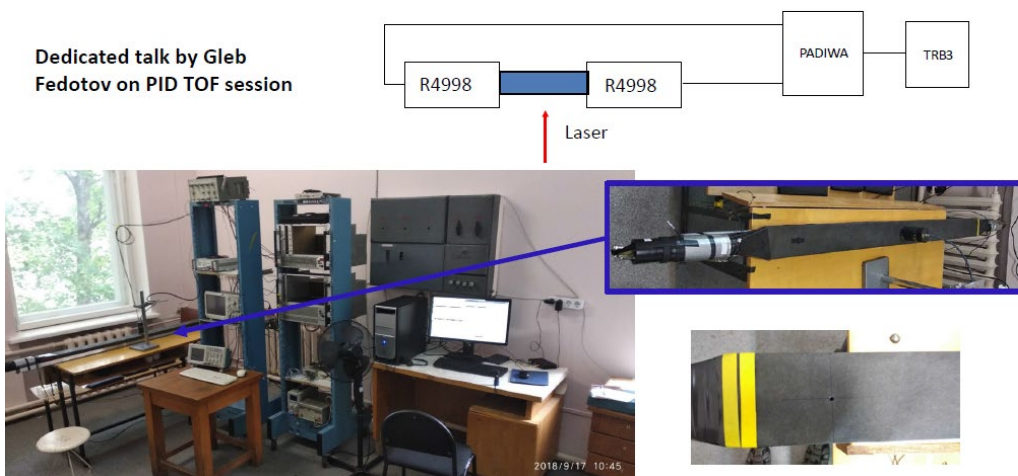 Dedicated talk by Gleb
Fedotov on PID TOF session
R4998
R4998
PADIWA
TRB3
Laser
2018/9/17 10:45